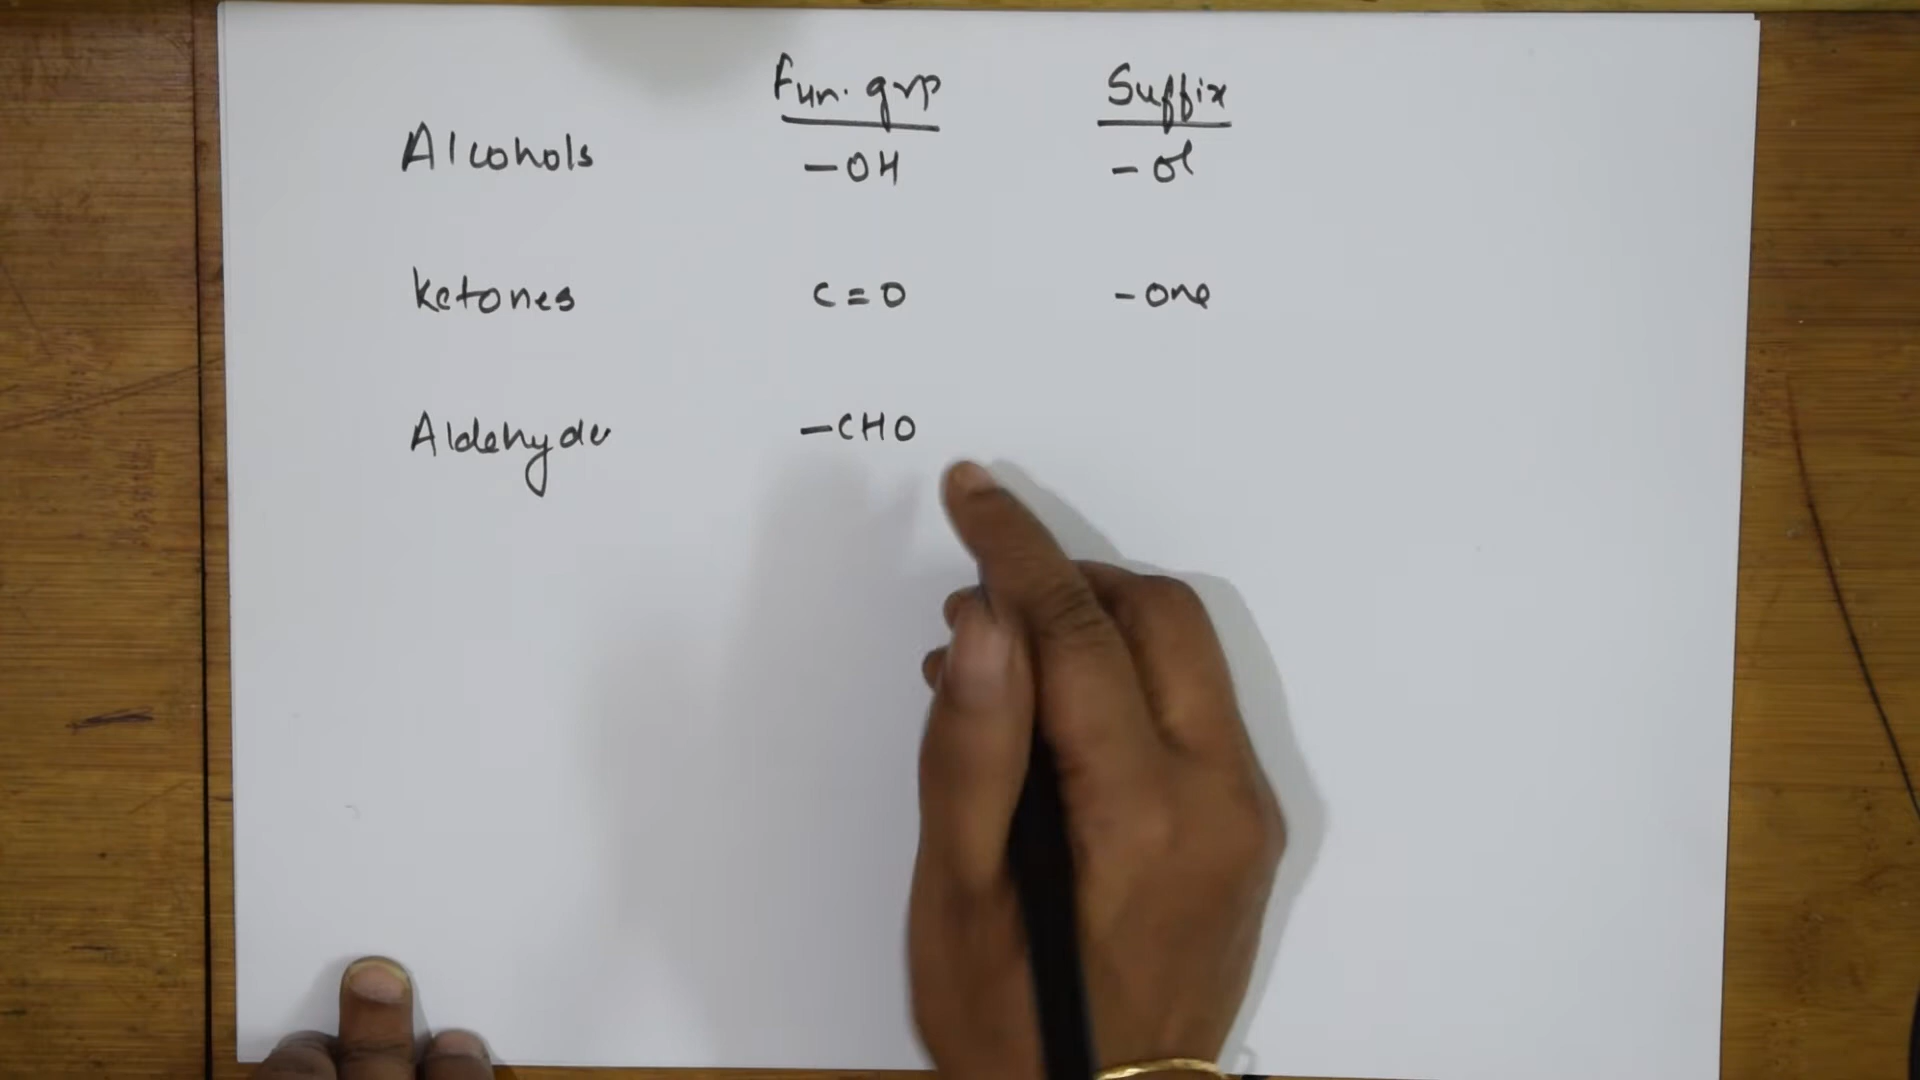 Fun. grp Suffix
Alcohols -OH -ol
Ketones C=O -one
Aldehyde -CHO